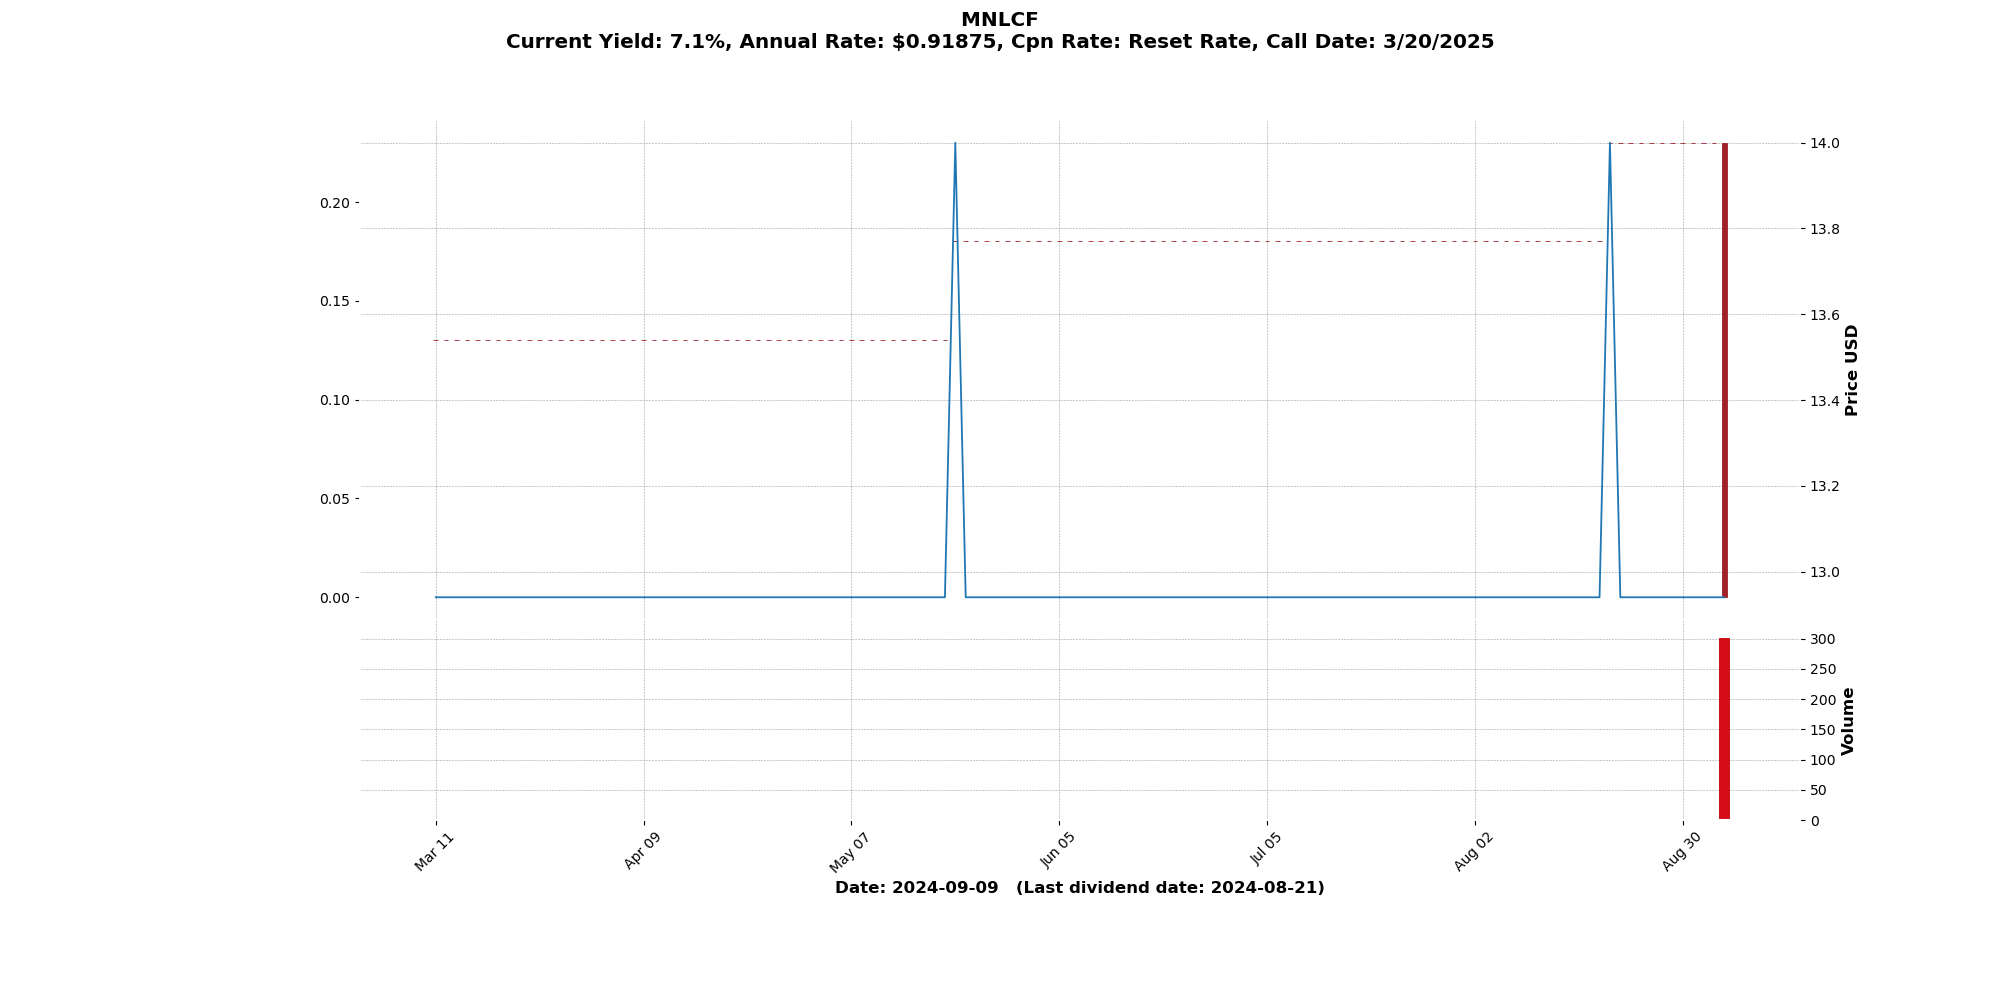 MNLCF
Current Yield: 7.1%, Annual Rate: $0.91875, Cpn Rate: Reset Rate, Call Date: 3/20/2025
0.20
0.15
0.10
0.05
0.00
14.0
13.8
13.6
13.4
13.2
13.0
Price USD
300
250
200
150
100
50
0
Volume
Mar 11
Apr 09
May 07
Jun 05
Jul 05
Aug 02
Aug 30
Date: 2024-09-09   (Last dividend date: 2024-08-21)